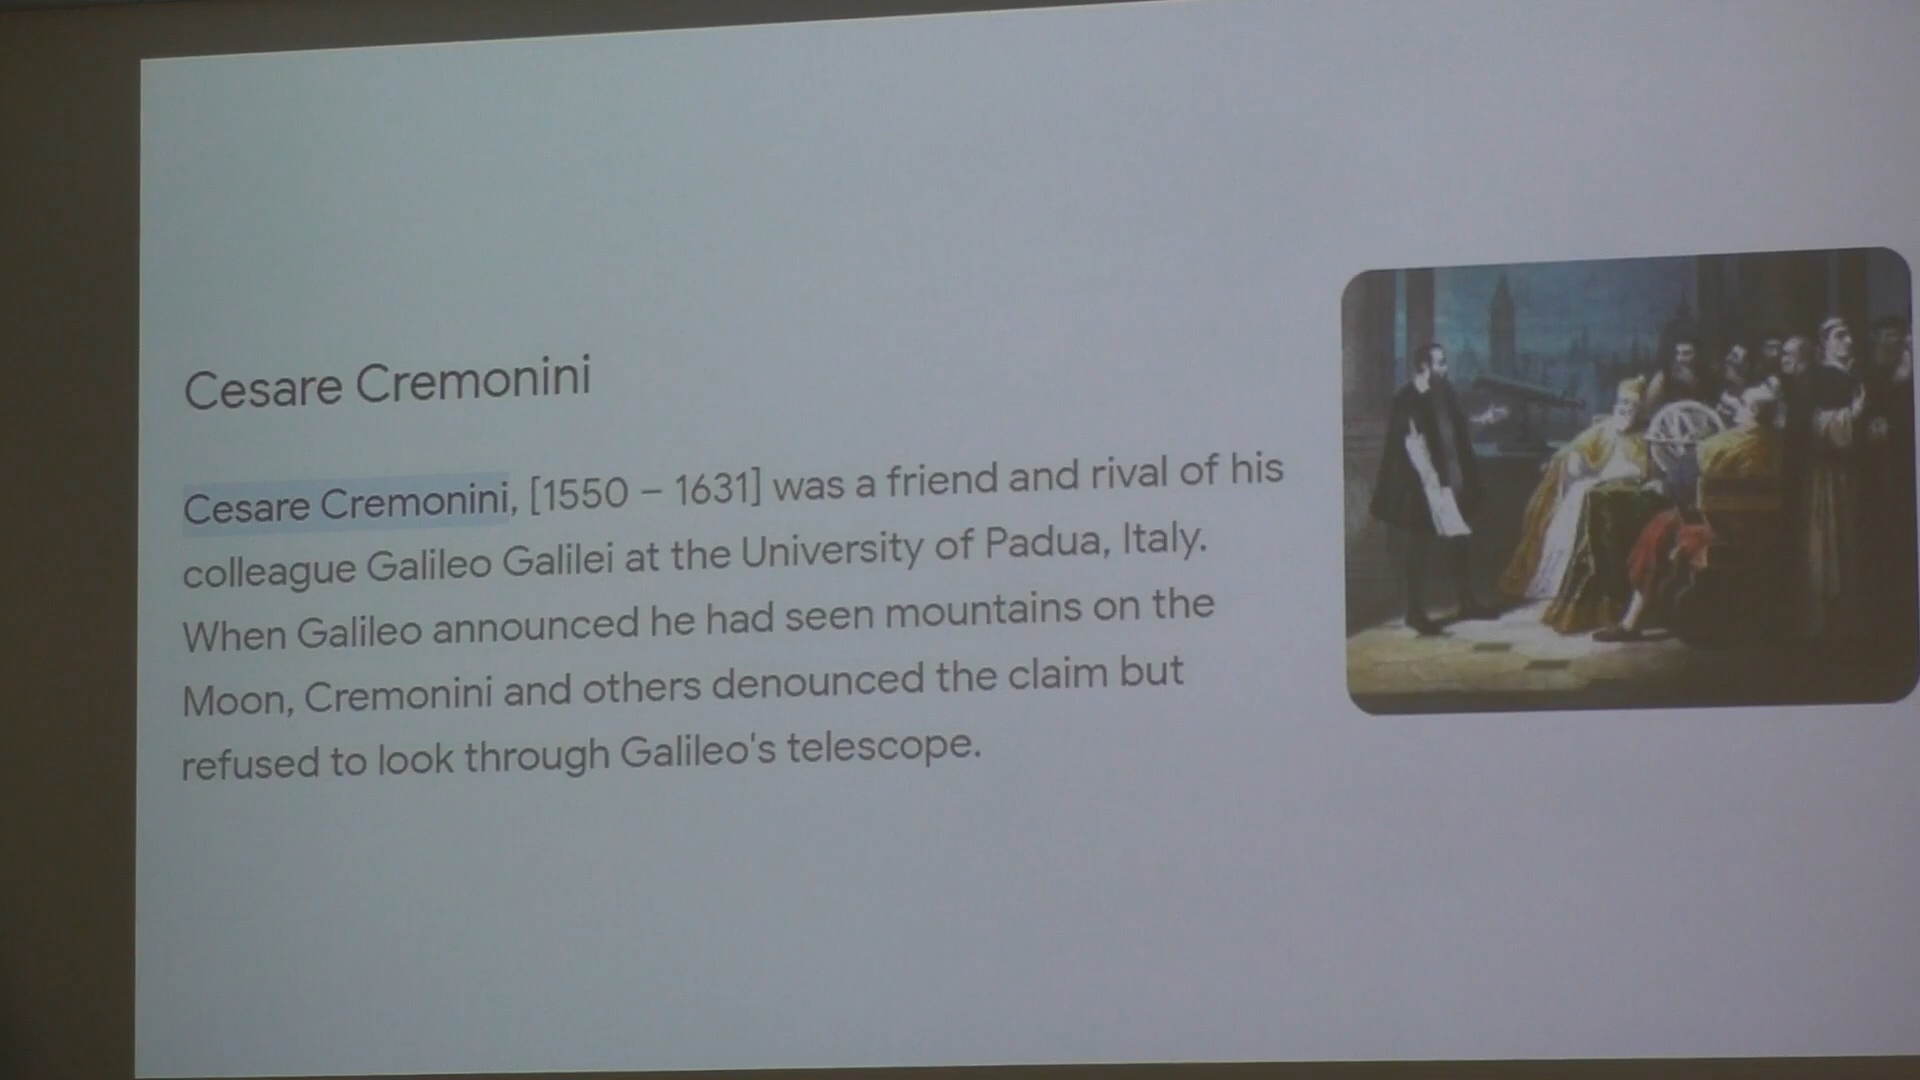 Cesare Cremonini
Cesare Cremonini, [1550 – 1631] was a friend and rival of his
colleague Galileo Galilei at the University of Padua, Italy.
When Galileo announced he had seen mountains on the
Moon, Cremonini and others denounced the claim but
refused to look through Galileo's telescope.